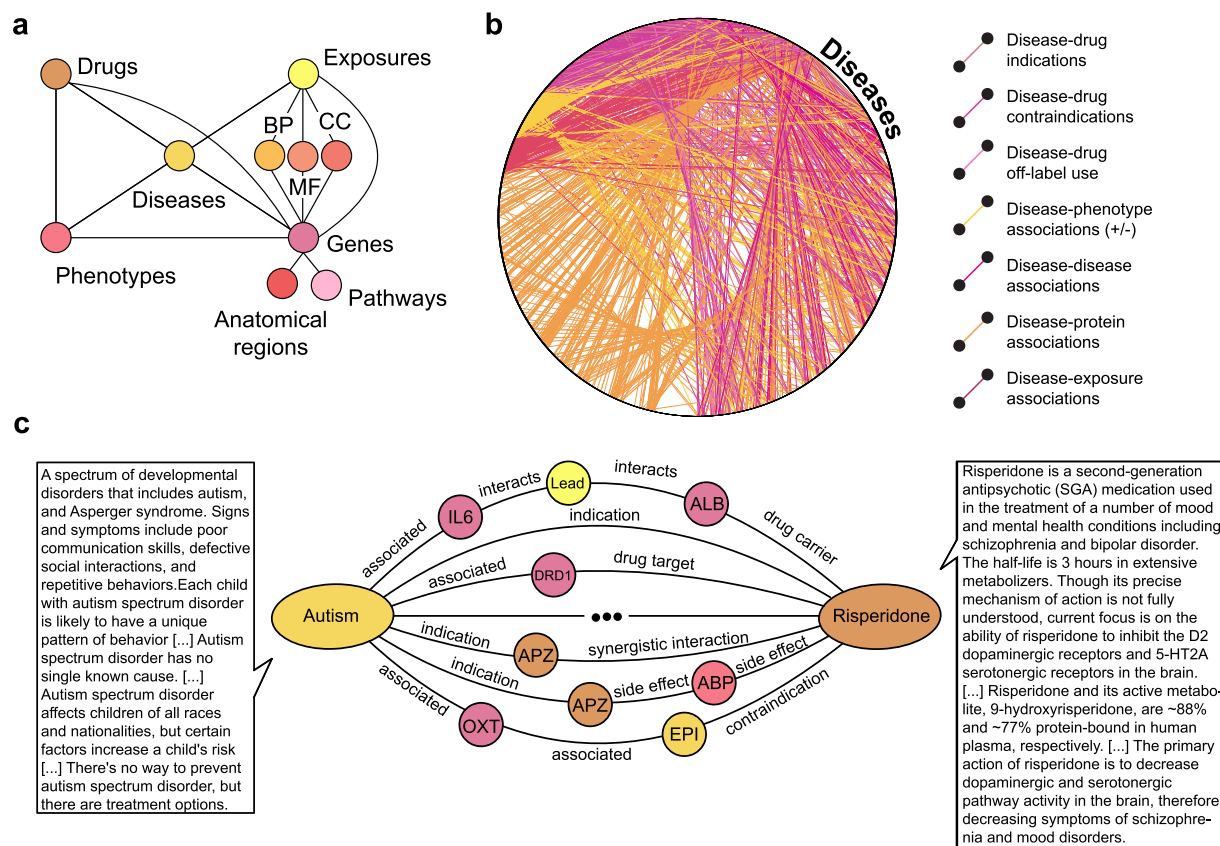 a
Drugs
Exposures
BP
CC
MF
Diseases
Genes
Phenotypes
Pathways
Anatomical
regions
b
Diseases
Disease-drug
indications
Disease-drug
contraindications
Disease-drug
off-label use
Disease-phenotype
associations (+/-)
Disease-disease
associations
Disease-protein
associations
Disease-exposure
associations
c
A spectrum of developmental
disorders that includes autism,
and Asperger syndrome. Signs
and symptoms include poor
communication skills, defective
social interactions, and
repetitive behaviors.Each child
with autism spectrum disorder
is likely to have a unique
pattern of behavior [...] Autism
spectrum disorder has no
single known cause. [...]
Autism spectrum disorder
affects children of all races
and nationalities, but certain
factors increase a child's risk
[...] There's no way to prevent
autism spectrum disorder, but
there are treatment options.
Autism
associated
IL6
interacts
Lead
interacts
ALB
drug carrier
indication
associated
DRD1
drug target
indication
APZ
synergistic interaction
indication
APZ
side effect
ABP
side effect
associated
OXT
associated
EPI
contraindication
Risperidone
Risperidone is a second-generation
antipsychotic (SGA) medication used
in the treatment of a number of mood
and mental health conditions including
schizophrenia and bipolar disorder.
The half-life is 3 hours in extensive
metabolizers. Though its precise
mechanism of action is not fully
understood, current focus is on the
ability of risperidone to inhibit the D2
dopaminergic receptors and 5-HT2A
serotonergic receptors in the brain.
[...] Risperidone and its active metabo-
lite, 9-hydroxyrisperidone, are ~88%
and ~77% protein-bound in human
plasma, respectively. [...] The primary
action of risperidone is to decrease
dopaminergic and serotonergic
pathway activity in the brain, therefore
decreasing symptoms of schizophre-
nia and mood disorders.